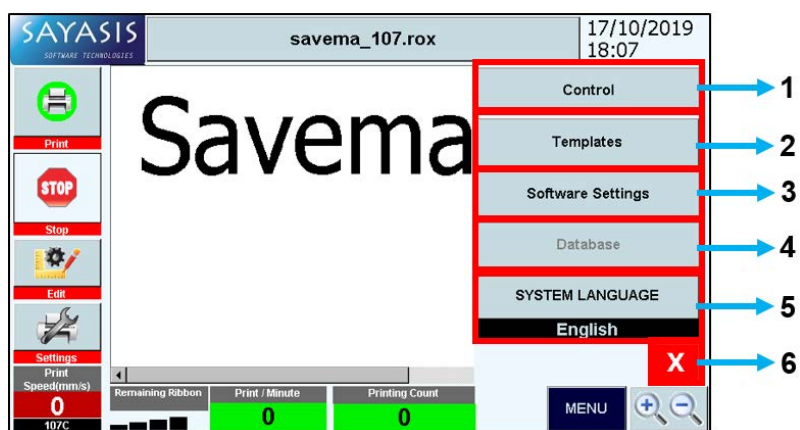 SAYASIS
SOFTWARE TECHNOLOGIES
savema_107.rox
17/10/2019
18:07
Print
STOP
Stop
Edit
Settings
Print
Speed(mm/s)
0
107C
Savema
Control
Templates
Software Settings
Database
SYSTEM LANGUAGE
English
X
1
2
3
4
5
6
Remaining Ribbon
Print / Minute
0
Printing Count
0
MENU